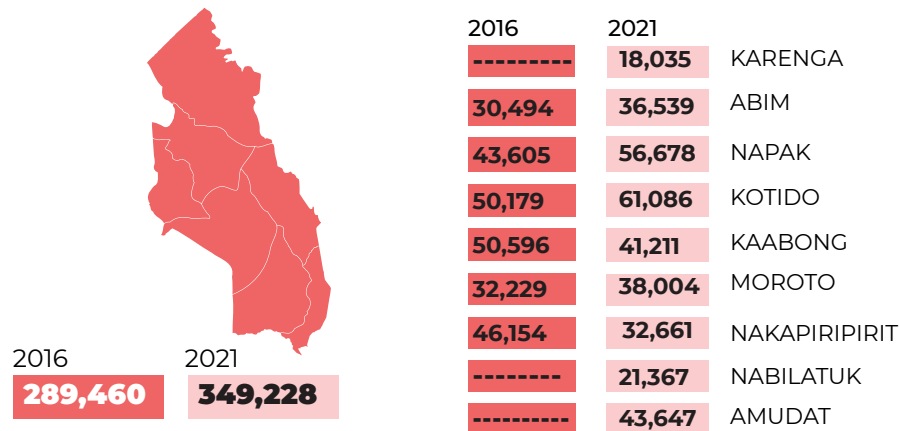 2016 2021
--------- 18,035 KARENGA
30,494 36,539 ABIM
43,605 56,678 NAPAK
50,179 61,086 KOTIDO
50,596 41,211 KAABONG
32,229 38,004 MOROTO
46,154 32,661 NAKAPIRIPIRIT
-------- 21,367 NABILATUK
--------- 43,647 AMUDAT
2016 2021
289,460 349,228